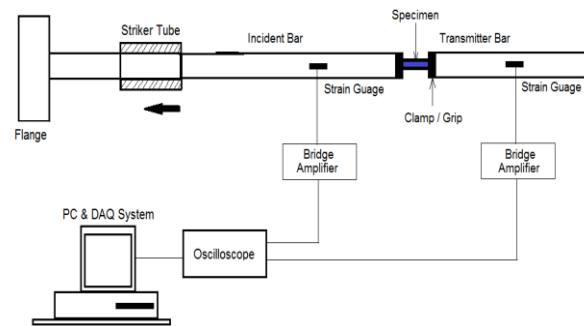 Striker Tube
Incident Bar
Specimen
Transmitter Bar
Strain Guage
Strain Guage
Clamp / Grip
Flange
Bridge
Amplifier
Bridge
Amplifier
PC & DAQ System
Oscilloscope